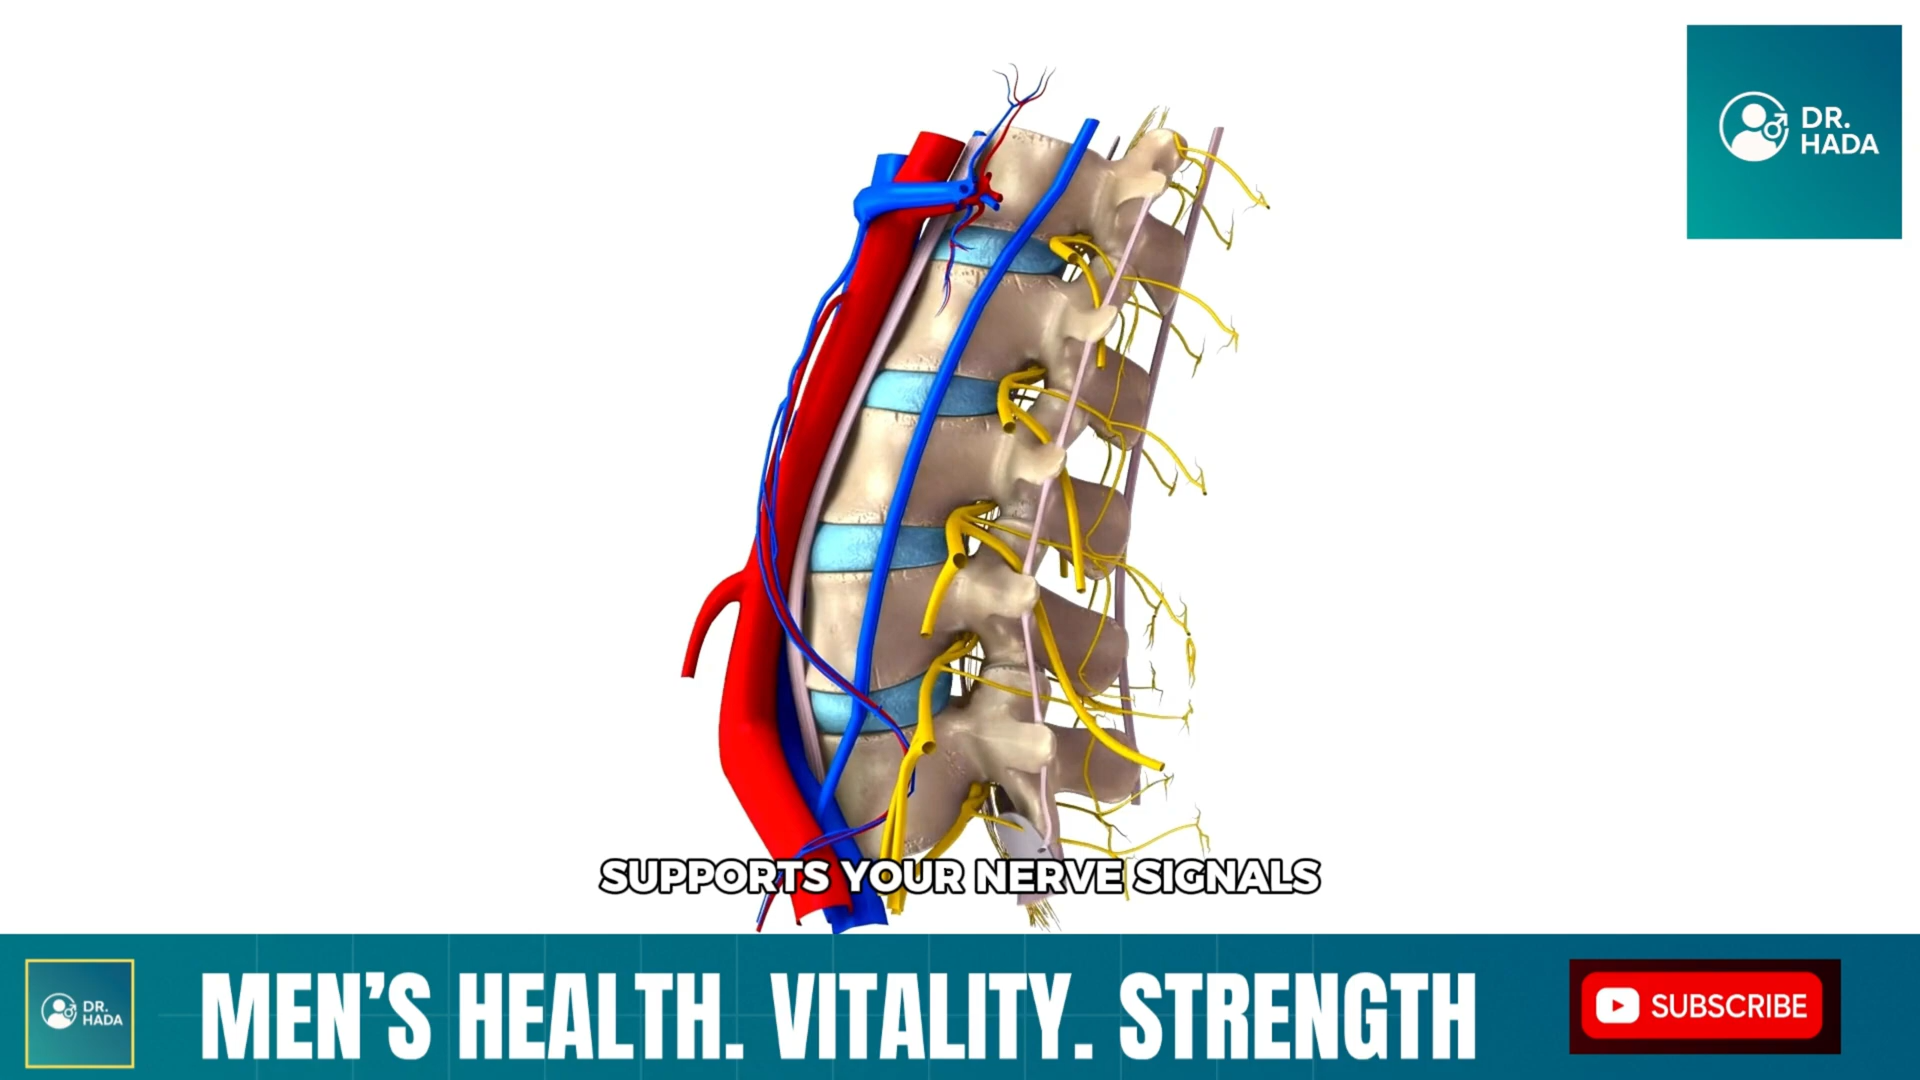 DR.
HADA
SUPPORTS YOUR NERVE SIGNALS
DR.
HADA
MEN'S HEALTH. VITALITY. STRENGTH
SUBSCRIBE